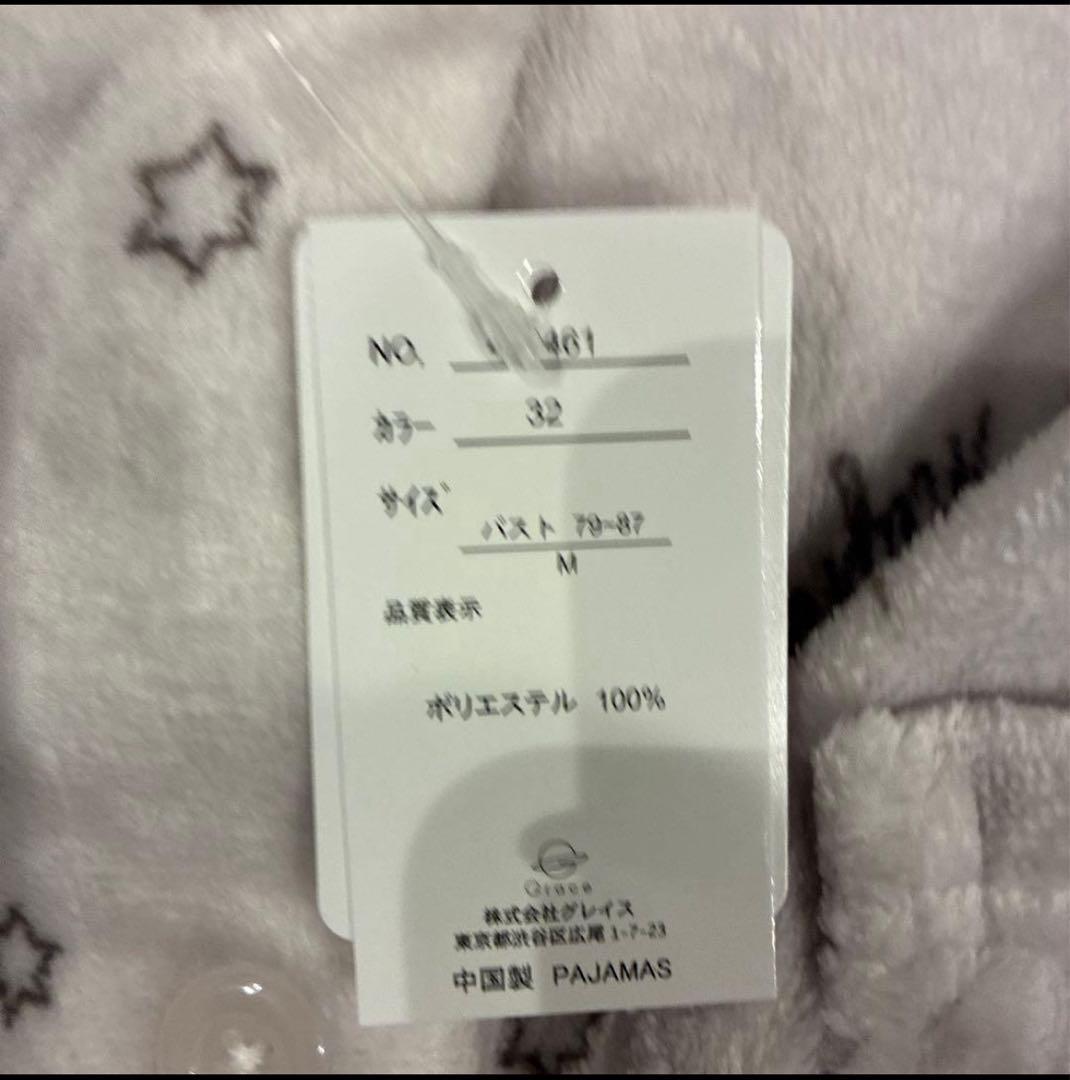 NO. 461
カラー 32
サイズ
バスト 79-87
M
品質表示
ポリエステル 100%
Grace
株式会社グレイス
東京都渋谷区広尾1-7-23
中国製 PAJAMAS